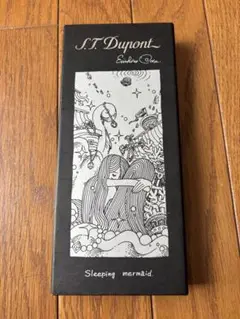 S.T. Dupont
Sleeping mermaid.